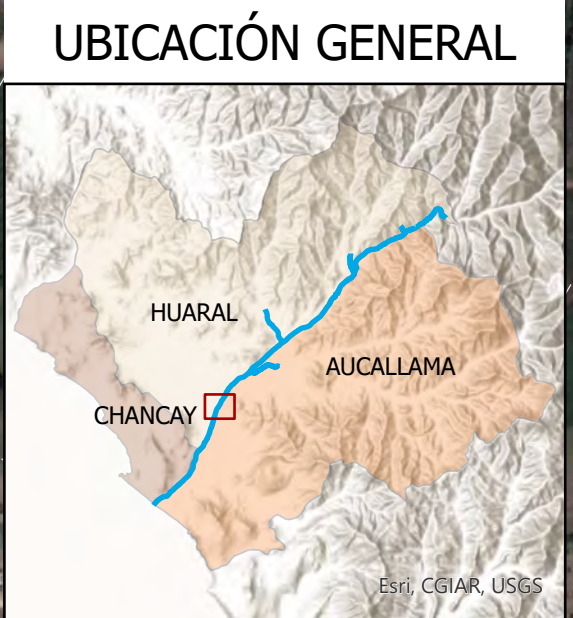 UBICACIÓN GENERAL
HUARAL
AUCALLAMA
CHANCAY
Esri, CGIAR, USGS